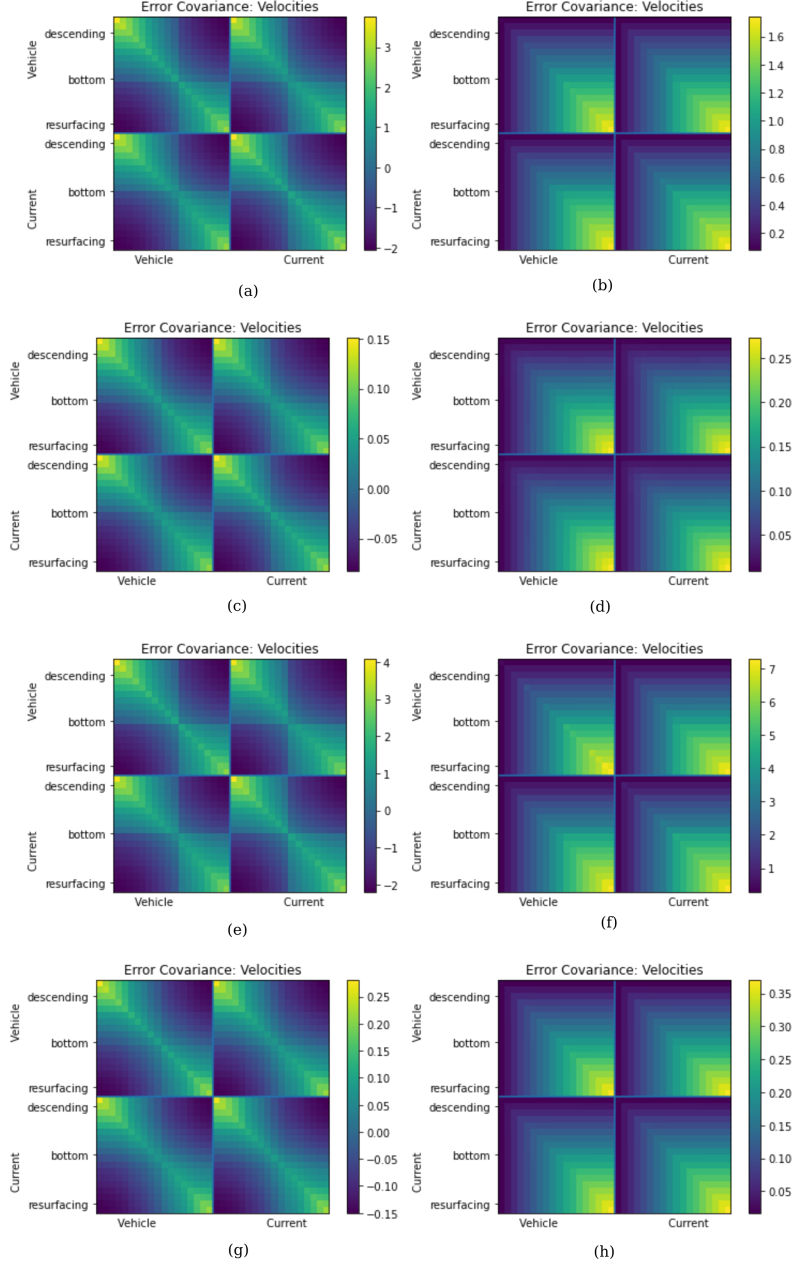 Error Covariance: Velocities
Vehicle
descending
bottom
resurfacing
Current
descending
bottom
resurfacing
Vehicle
Current
3
2
1
0
−1
−2
(a)
Error Covariance: Velocities
Vehicle
descending
bottom
resurfacing
Current
descending
bottom
resurfacing
Vehicle
Current
1.6
1.4
1.2
1.0
0.8
0.6
0.4
0.2
(b)
Error Covariance: Velocities
Vehicle
descending
bottom
resurfacing
Current
descending
bottom
resurfacing
Vehicle
Current
0.15
0.10
0.05
0.00
−0.05
(c)
Error Covariance: Velocities
Vehicle
descending
bottom
resurfacing
Current
descending
bottom
resurfacing
Vehicle
Current
0.25
0.20
0.15
0.10
0.05
(d)
Error Covariance: Velocities
Vehicle
descending
bottom
resurfacing
Current
descending
bottom
resurfacing
Vehicle
Current
4
3
2
1
0
−1
−2
(e)
Error Covariance: Velocities
Vehicle
descending
bottom
resurfacing
Current
descending
bottom
resurfacing
Vehicle
Current
7
6
5
4
3
2
1
(f)
Error Covariance: Velocities
Vehicle
descending
bottom
resurfacing
Current
descending
bottom
resurfacing
Vehicle
Current
0.25
0.20
0.15
0.10
0.05
0.00
−0.05
−0.10
−0.15
(g)
Error Covariance: Velocities
Vehicle
descending
bottom
resurfacing
Current
descending
bottom
resurfacing
Vehicle
Current
0.35
0.30
0.25
0.20
0.15
0.10
0.05
(h)